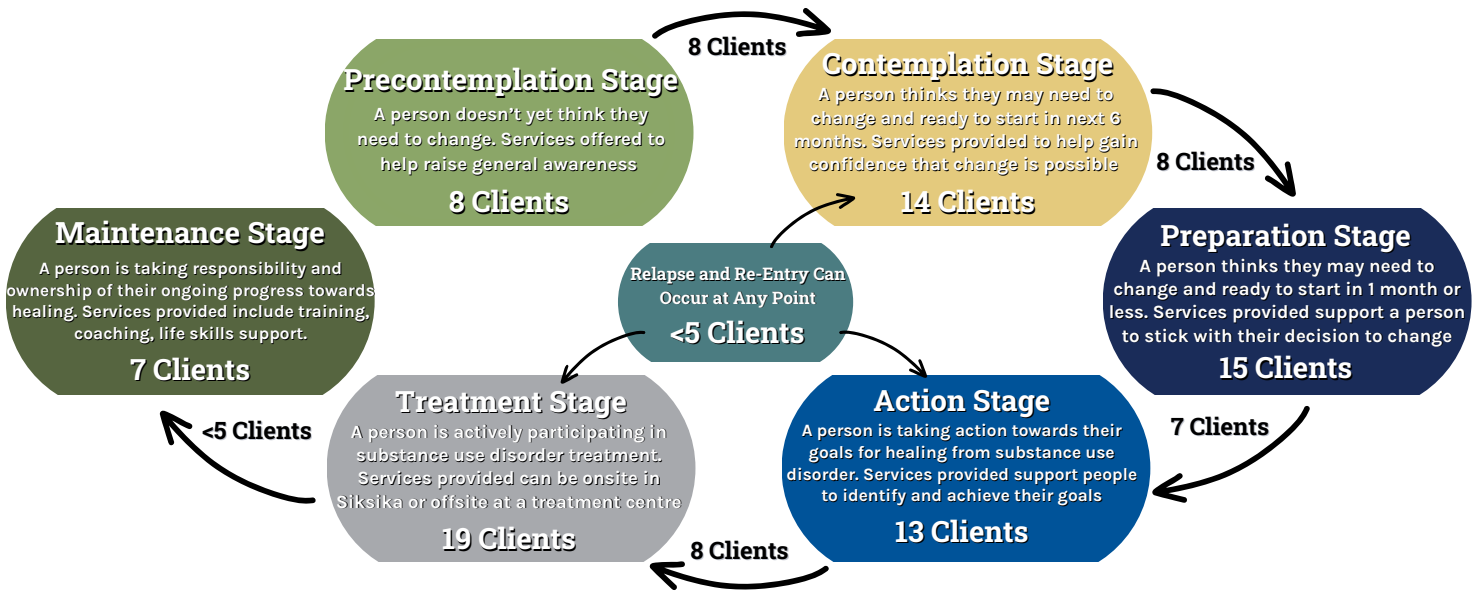 8 Clients
Precontemplation Stage
A person doesn’t yet think they
need to change. Services offered to
help raise general awareness
8 Clients
Contemplation Stage
A person thinks they may need to
change and ready to start in next 6
months. Services provided to help gain
confidence that change is possible
14 Clients
8 Clients
Maintenance Stage
A person is taking responsibility and
ownership of their ongoing progress towards
healing. Services provided include training,
coaching, life skills support.
7 Clients
Relapse and Re-Entry Can
Occur at Any Point
<5 Clients
Preparation Stage
A person thinks they may need to
change and ready to start in 1 month or
less. Services provided support a person
to stick with their decision to change
15 Clients
<5 Clients
Treatment Stage
A person is actively participating in
substance use disorder treatment.
Services provided can be onsite in
Siksika or offsite at a treatment centre
19 Clients
Action Stage
A person is taking action towards their
goals for healing from substance use
disorder. Services provided support people
to identify and achieve their goals
13 Clients
7 Clients
8 Clients